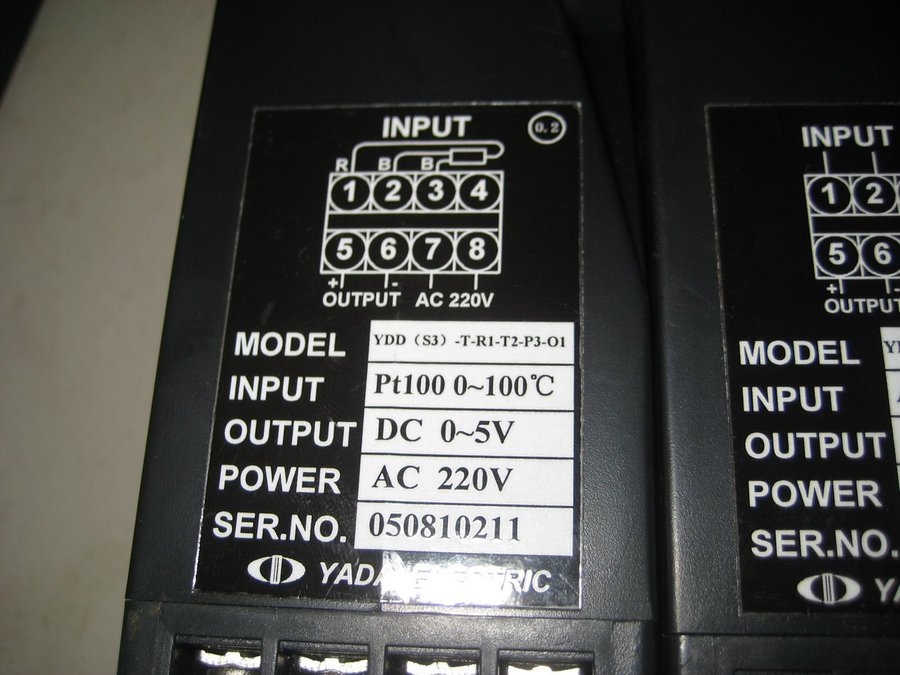 INPUT
0.2
R B B
1 2 3 4
5 6 7 8
+ -
OUTPUT AC 220V
MODEL YDD（S3）-T-R1-T2-P3-O1
INPUT Pt100 0~100℃
OUTPUT DC 0~5V
POWER AC 220V
SER.NO. 050810211
INPUT
1 2
5 6
+ -
MODEL
INPUT
OUTPUT
POWER
SER.NO.